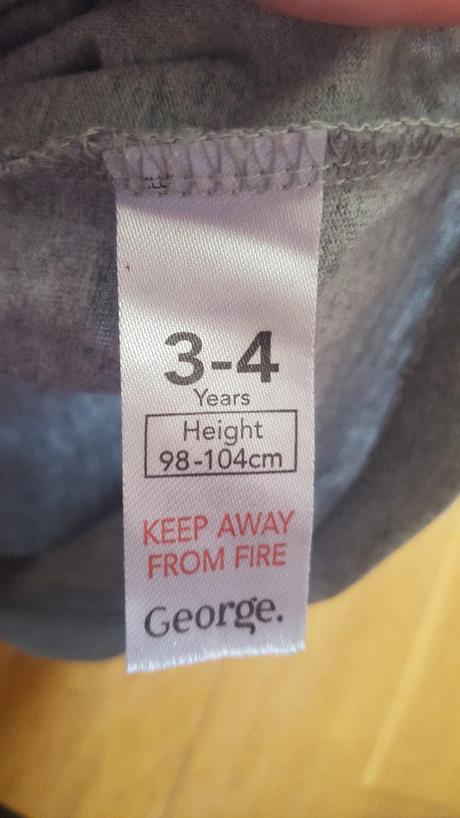 3-4
Years
Height
98-104cm
KEEP AWAY
FROM FIRE
George.